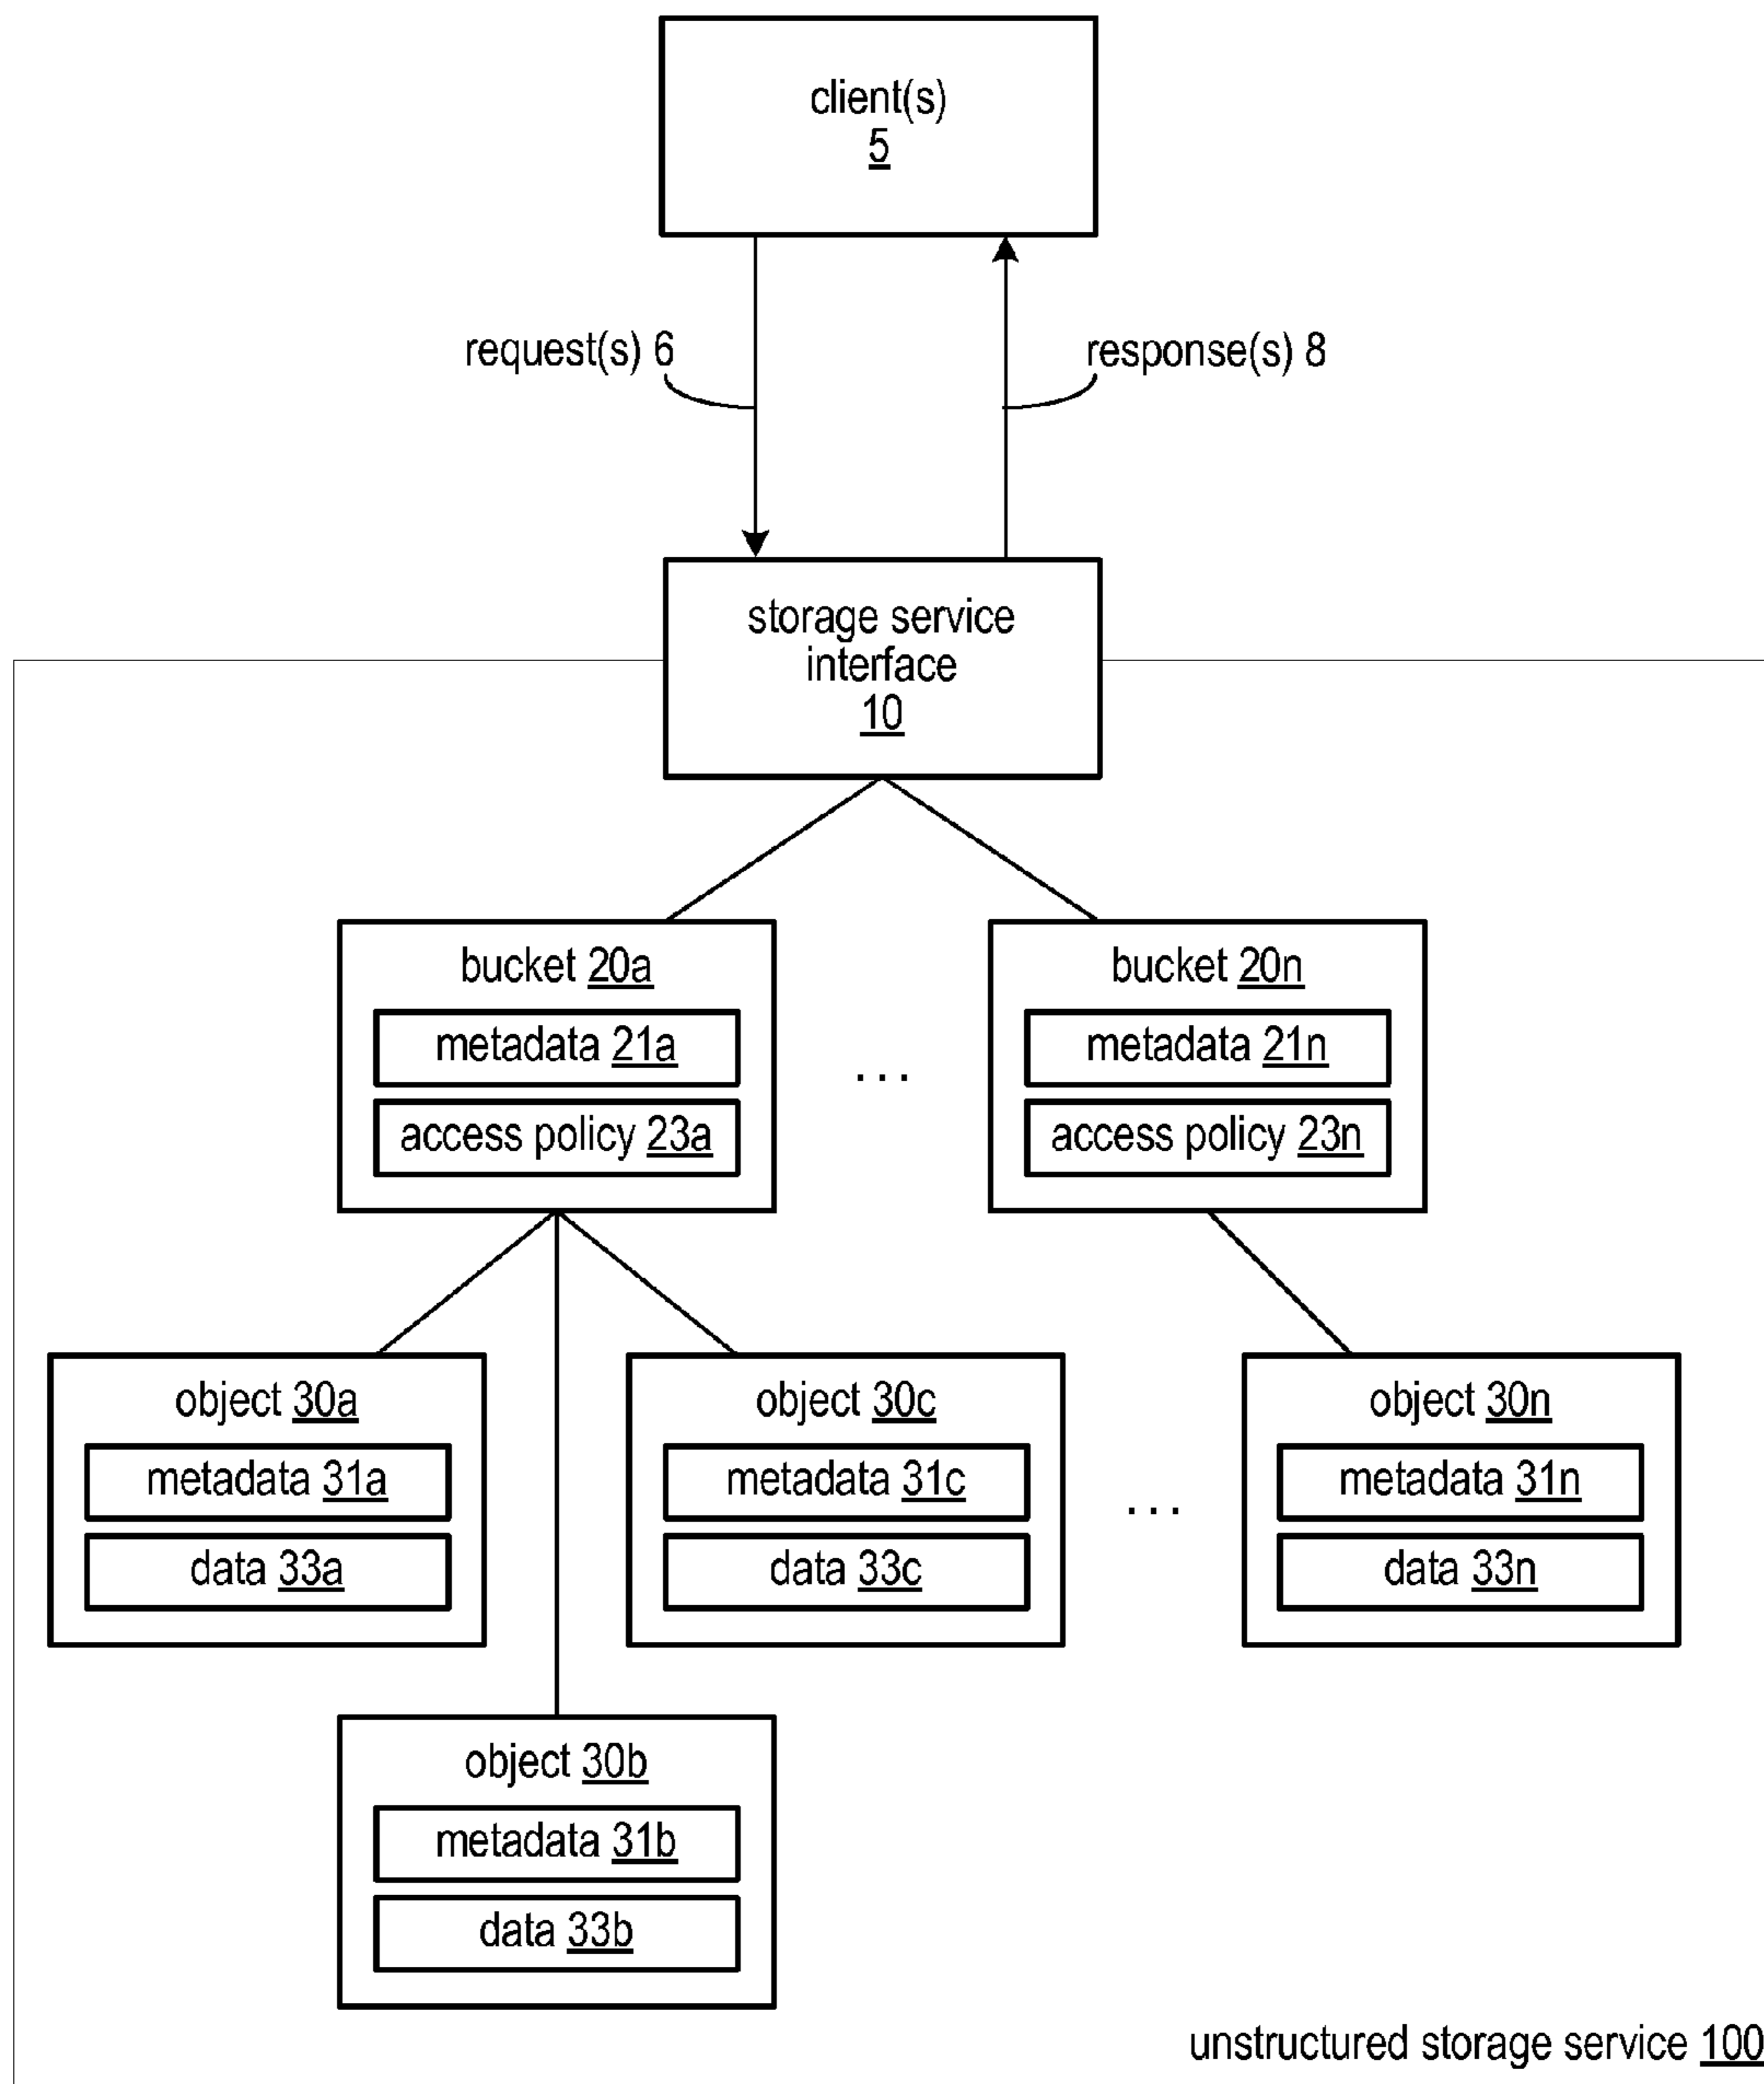 client(s)
5
request(s) 6
response(s) 8
storage service
interface
10
bucket 20a
metadata 21a
access policy 23a
...
bucket 20n
metadata 21n
access policy 23n
object 30a
metadata 31a
data 33a
object 30c
metadata 31c
data 33c
...
object 30n
metadata 31n
data 33n
object 30b
metadata 31b
data 33b
unstructured storage service 100